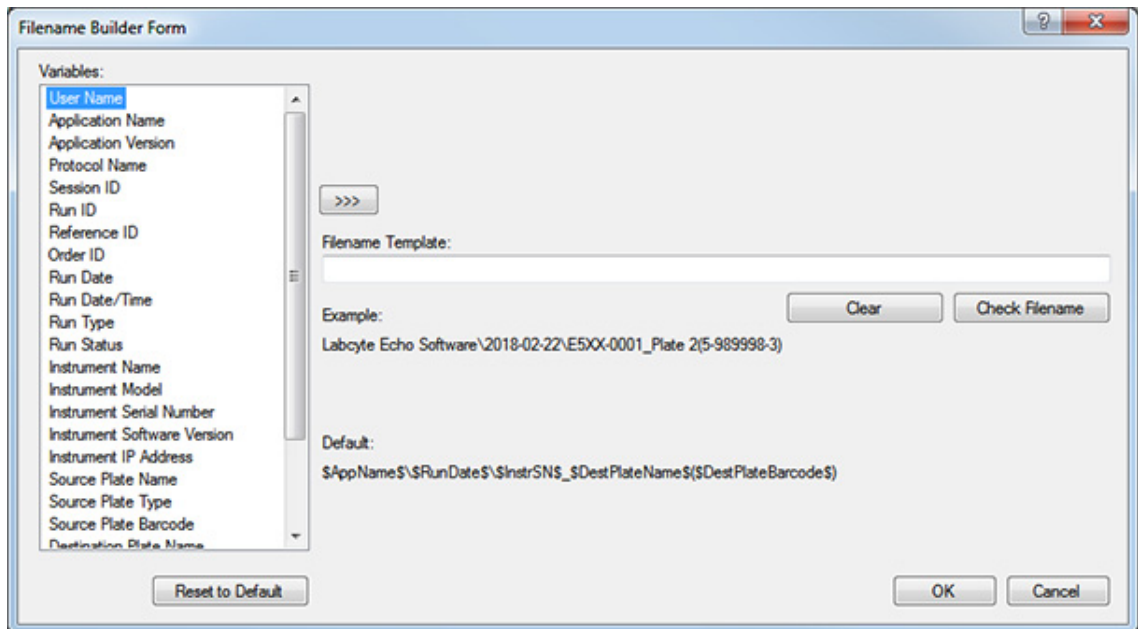 Filename Builder Form
Variables:
User Name
Application Name
Application Version
Protocol Name
Session ID
Run ID
Reference ID
Order ID
Run Date
Run Date/Time
Run Type
Run Status
Instrument Name
Instrument Model
Instrument Serial Number
Instrument Software Version
Instrument IP Address
Source Plate Name
Source Plate Type
Source Plate Barcode
Destination Plate Name
Reset to Default
>>>
Filename Template:
Clear
Check Filename
Example:
Labcyte Echo Software\2018-02-22\E5XX-0001_Plate 2(5-989998-3)
Default:
$AppName$\$RunDate$\$InstrSN$_$DestPlateName$($DestPlateBarcode$)
OK
Cancel